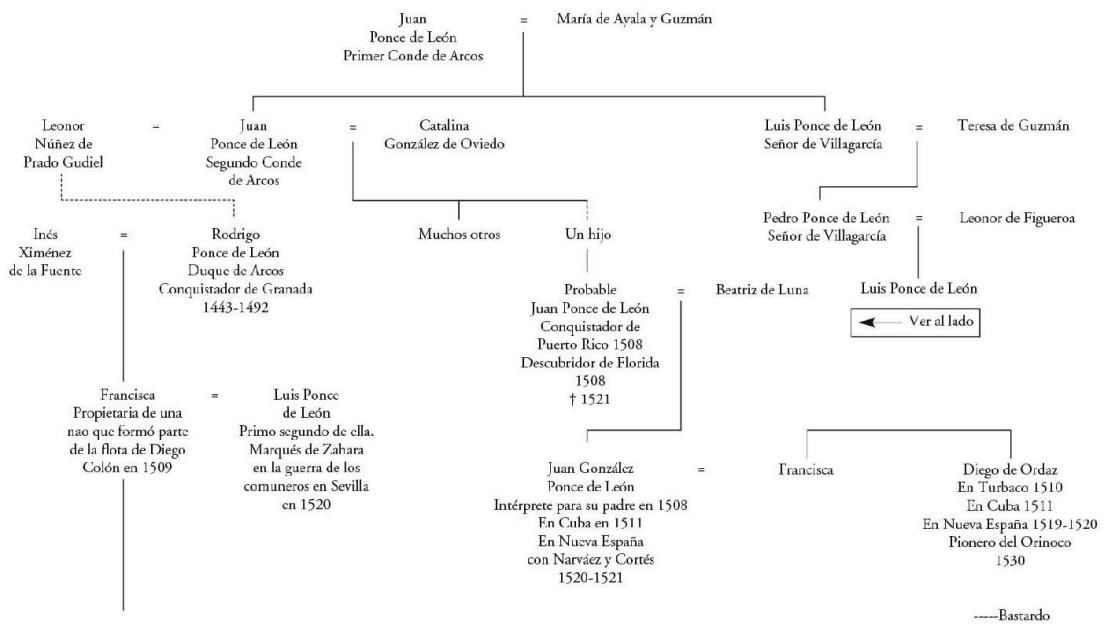 Juan
Ponce de León
Primer Conde de Arcos
=
María de Ayala y Guzmán
Leonor
Núñez de
Prado Gudiel
=
Juan
Ponce de León
Segundo Conde
de Arcos
=
Catalina
González de Oviedo
Luis Ponce de León
Señor de Villagarcía
=
Teresa de Guzmán
Inés
Ximénez
de la Fuente
=
Rodrigo
Ponce de León
Duque de Arcos
Conquistador de Granada
1443-1492
Muchos otros
Un hijo
Pedro Ponce de León
Señor de Villagarcía
=
Leonor de Figueroa
Probable
Juan Ponce de León
Conquistador de
Puerto Rico 1508
Descubridor de Florida
1508
† 1521
=
Beatriz de Luna
Luis Ponce de León
Ver al lado
Francisca
Propietaria de una
nao que formó parte
de la flota de Diego
Colón en 1509
=
Luis Ponce
de León
Primo segundo de ella.
Marqués de Zahara
en la guerra de los
comuneros en Sevilla
en 1520
Juan González
Ponce de León
Intérprete para su padre en 1508
En Cuba en 1511
En Nueva España
con Narváez y Cortés
1520-1521
=
Francisca
Diego de Ordaz
En Turbaco 1510
En Cuba 1511
En Nueva España 1519-1520
Pionero del Orinoco
1530
-----Bastardo